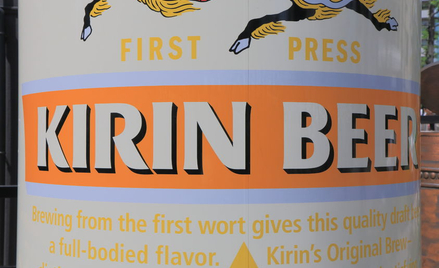 FIRST PRESS
KIRIN BEER
Brewing from the first wort gives this quality draft
a full-bodied flavor. Kirin's Original Brew-